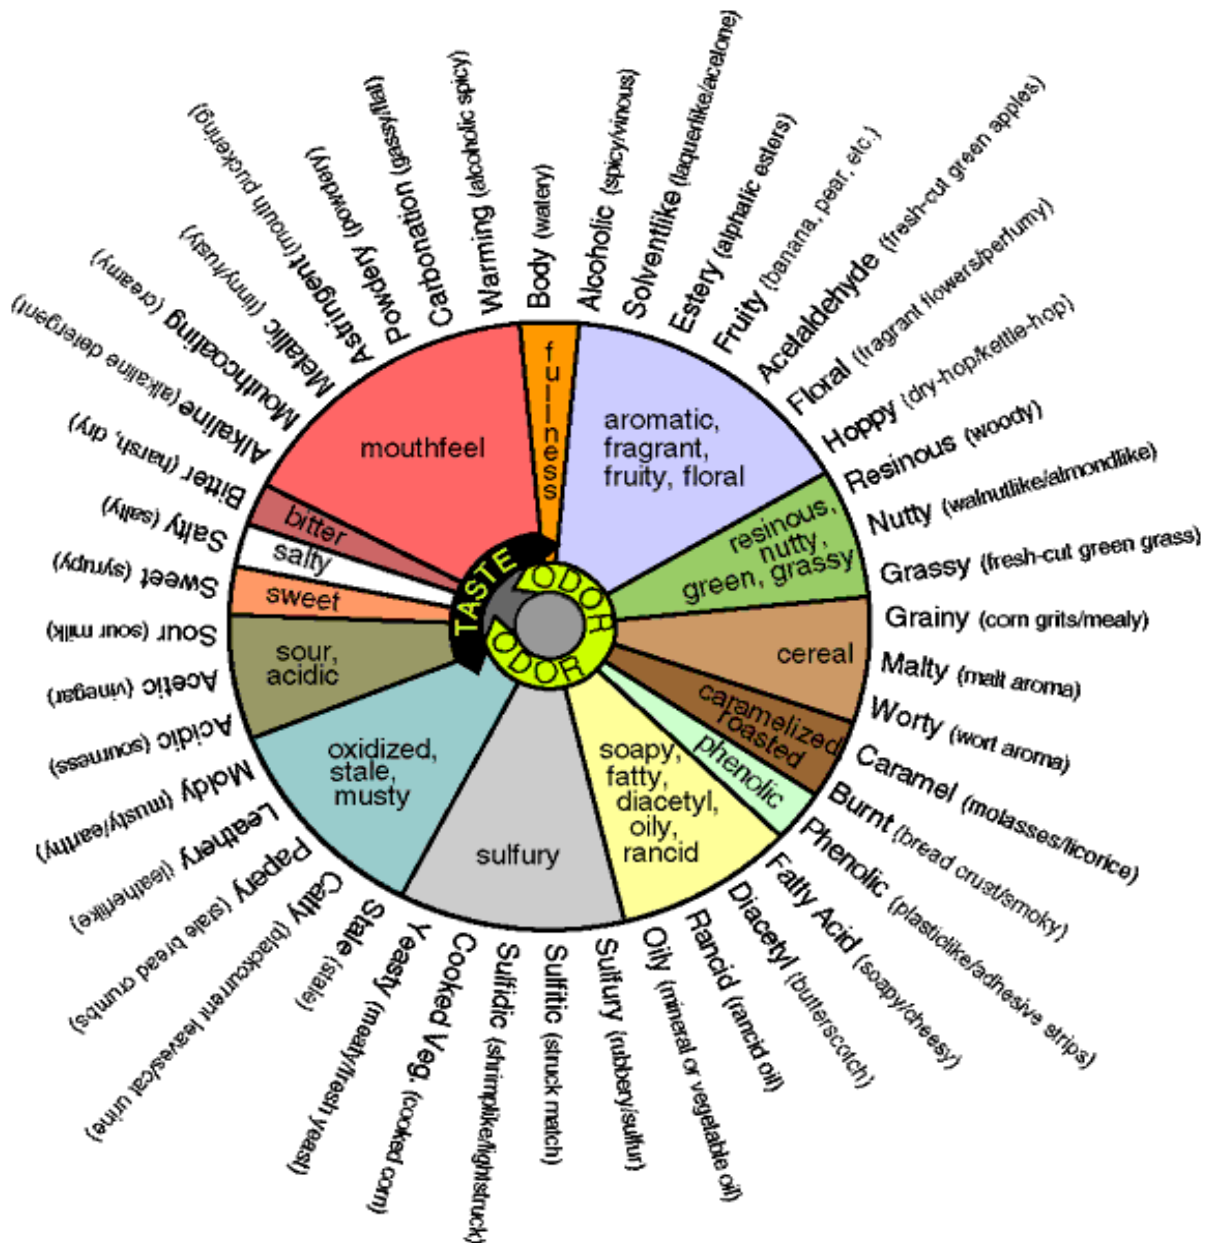 Body (watery)
Alcoholic (spicy/vinous)
Solventlike (laquerlike/acetone)
Estery (alphatic esters)
Fruity (banana, pear, etc.)
Acetaldehyde (fresh-cut green apples)
Floral (fragrant flowers/perfumy)
Hoppy (dry-hop/kettle-hop)
Resinous (woody)
Nutty (walnutlike/almondlike)
Grassy (fresh-cut green grass)
Grainy (corn grits/mealy)
Malty (malt aroma)
Worty (wort aroma)
Caramel (molasses/licorice)
Burnt (bread crust/smoky)
Phenolic (plasticlike/adhesive strips)
Fatty Acid (soapy/cheesy)
Diacetyl (butterscotch)
Rancid (rancid oil)
Oily (mineral or vegetable oil)
Sulfury (rubbery/sulfur)
Sulfitic (struck match)
Sulfidic (shrimplike/lightstruck)
Cooked Veg. (cooked corn)
Yeasty (meaty/fresh yeast)
Stale (stale)
Catty (blackcurrent leaves/cat urine)
Papery (stale bread crumbs)
Leathery (leatherlike)
Moldy (musty/earthy)
Acidic (sourness)
Acetic (vinegar)
Sour (sour milk)
Sweet (syrupy)
Salty (salty)
Bitter (harsh, dry)
Alkaline (alkaline detergent)
Mouthcoating (creamy)
Metallic (tinny/rusty)
Astringent (mouth puckering)
Powdery (powdery)
Carbonation (gassy/flat)
Warming (alcoholic spicy)
fullness
aromatic,
fragrant,
fruity, floral
resinous,
nutty,
green, grassy
cereal
caramelized
roasted
phenolic
soapy,
fatty,
diacetyl,
oily,
rancid
sulfury
oxidized,
stale,
musty
sour,
acidic
sweet
salty
bitter
mouthfeel
TASTE
ODOR
ODOR